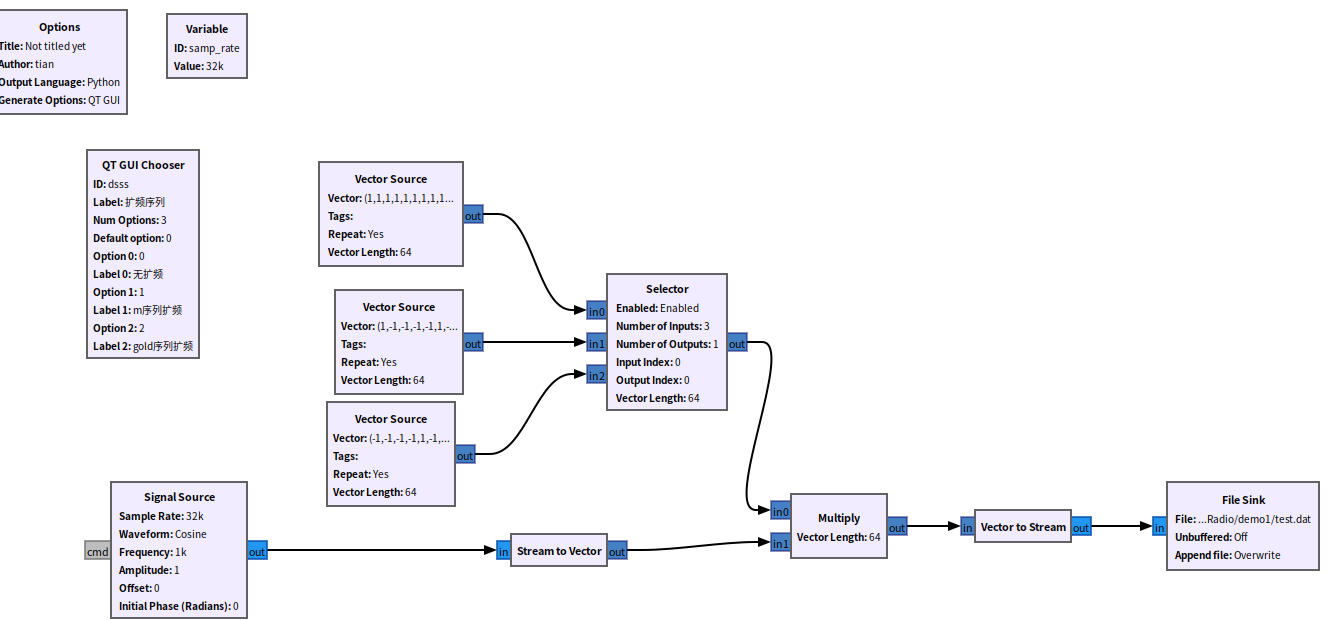 Options
Title: Not titled yet
Author: tian
Output Language: Python
Generate Options: QT GUI
Variable
ID: samp_rate
Value: 32k
QT GUI Chooser
ID: dsss
Label: 扩频序列
Num Options: 3
Default option: 0
Option 0: 0
Label 0: 无扩频
Option 1: 1
Label 1: m序列扩频
Option 2: 2
Label 2: gold序列扩频
Vector Source
Vector: (1,1,1,1,1,1,1,1,1...
Tags:
Repeat: Yes
Vector Length: 64
out
Vector Source
Vector: (1,-1,-1,-1,-1,1,-...
Tags:
Repeat: Yes
Vector Length: 64
out
Vector Source
Vector: (-1,-1,-1,-1,1,-1,...
Tags:
Repeat: Yes
Vector Length: 64
out
Selector
Enabled: Enabled
Number of Inputs: 3
Number of Outputs: 1
Input Index: 0
Output Index: 0
Vector Length: 64
in0
in1
in2
out
Signal Source
Sample Rate: 32k
Waveform: Cosine
Frequency: 1k
Amplitude: 1
Offset: 0
Initial Phase (Radians): 0
cmd
out
in
Stream to Vector
out
in0
in1
Multiply
Vector Length: 64
out
in
Vector to Stream
out
in
File Sink
File: ...Radio/demo1/test.dat
Unbuffered: Off
Append file: Overwrite